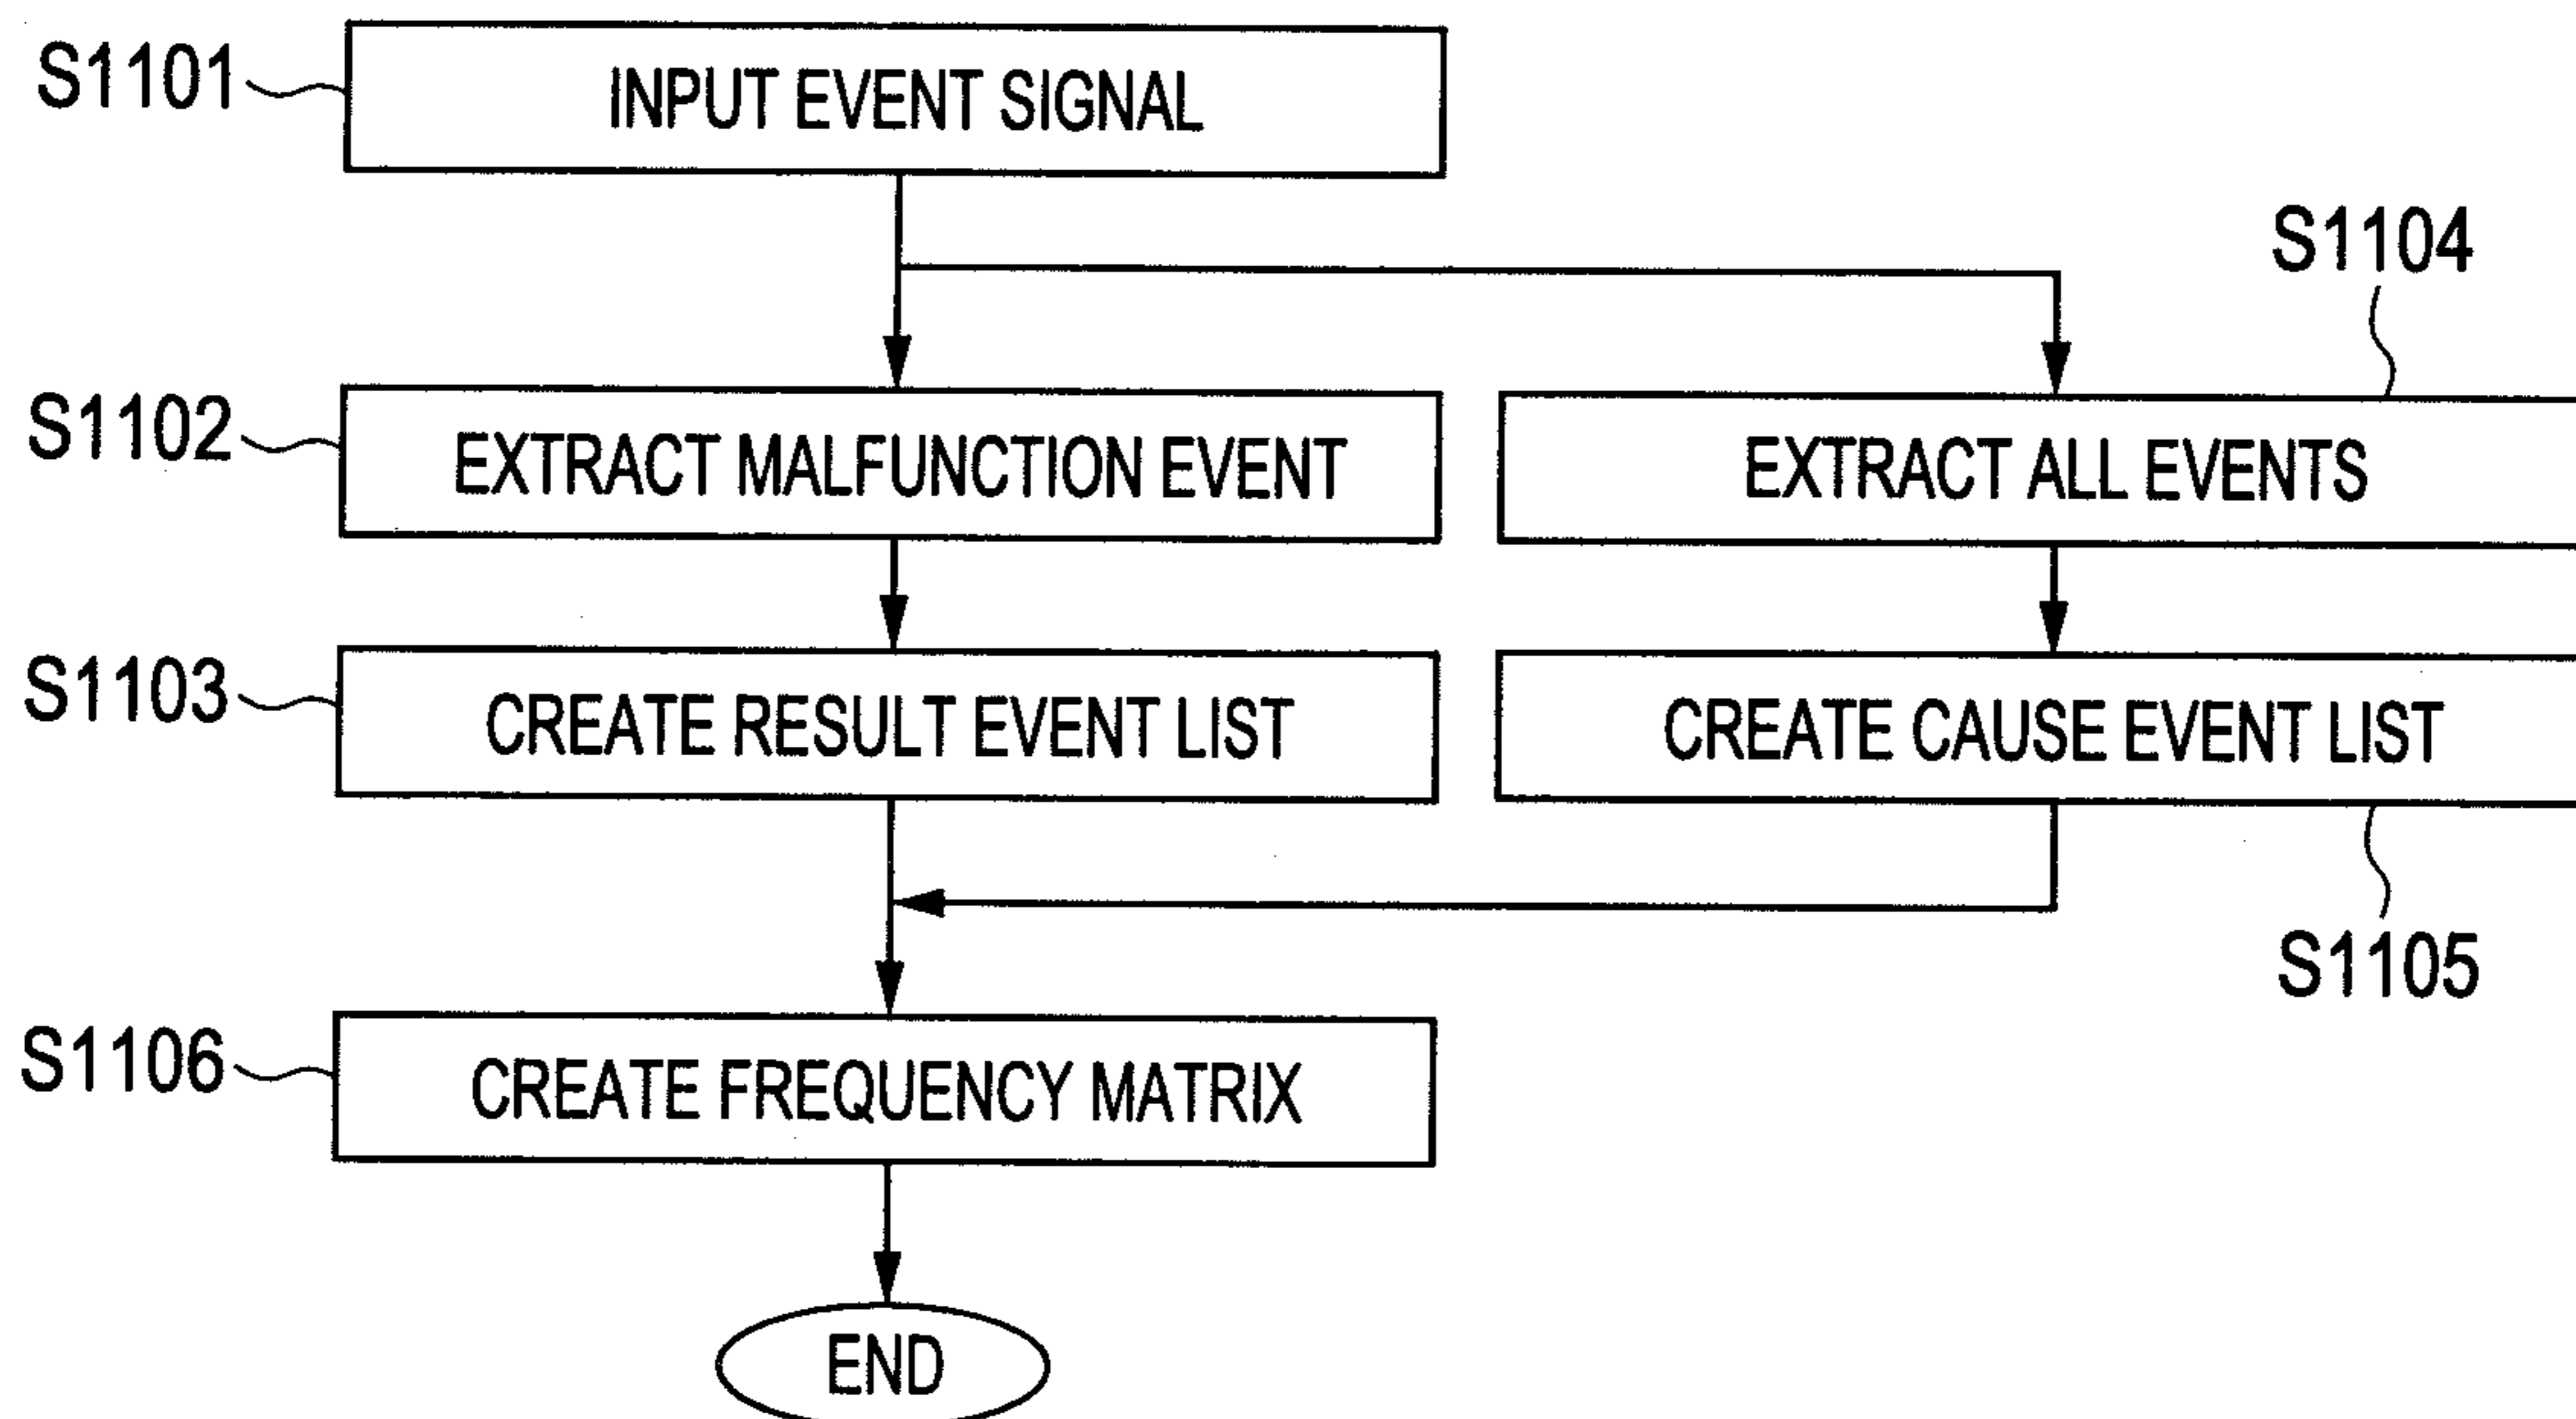 S1101
INPUT EVENT SIGNAL
S1104
S1102
EXTRACT MALFUNCTION EVENT
EXTRACT ALL EVENTS
S1103
CREATE RESULT EVENT LIST
CREATE CAUSE EVENT LIST
S1105
S1106
CREATE FREQUENCY MATRIX
END